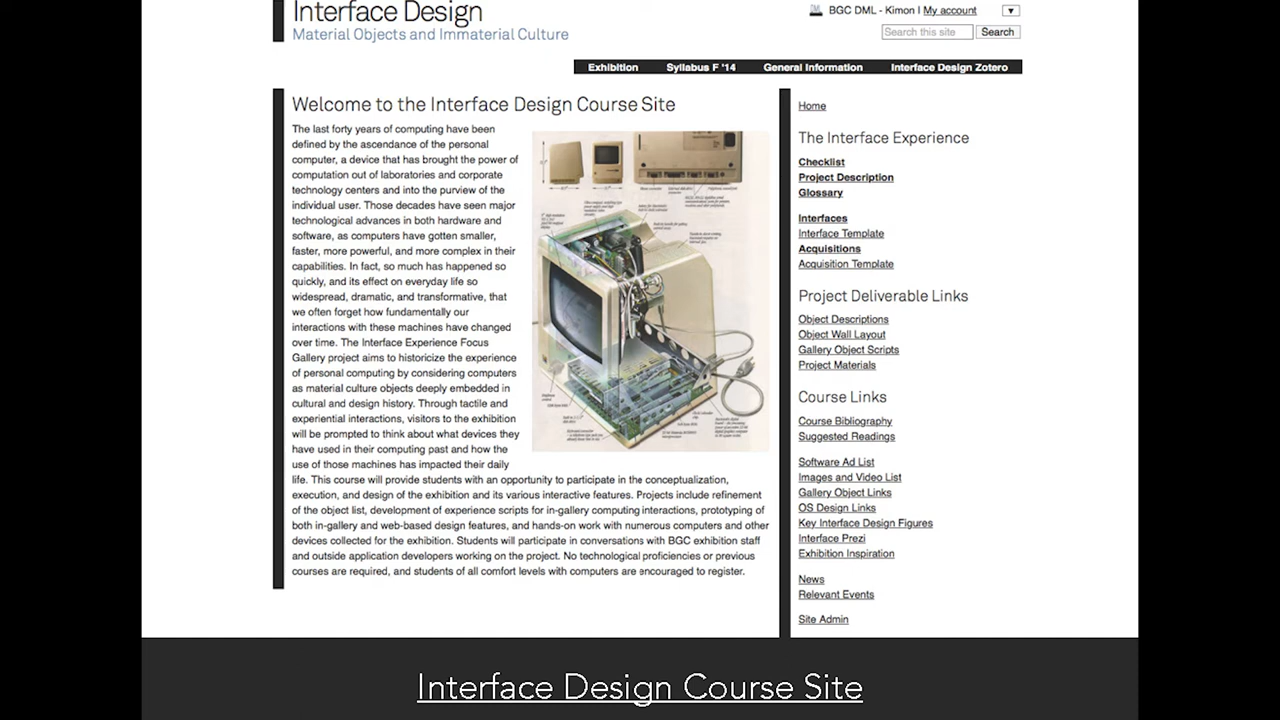 Interface Design
Material Objects and Immaterial Culture
BGC DML - Kimon | My account
Search this site
Search
Exhibition
Syllabus F '14
General Information
Interface Design Zotero
Welcome to the Interface Design Course Site
The last forty years of computing have been
defined by the ascendance of the personal
computer, a device that has brought the power of
computation out of laboratories and corporate
technology centers and into the purview of the
individual user. Those decades have seen major
technological advances in both hardware and
software, as computers have gotten smaller,
faster, more powerful, and more complex in their
capabilities. In fact, so much has happened so
quickly, and its effect on everyday life so
widespread, dramatic, and transformative, that
we often forget how fundamentally our
interactions with these machines have changed
over time. The Interface Experience Focus
Gallery project aims to historicize the experience
of personal computing by considering computers
as material culture objects deeply embedded in
cultural and design history. Through tactile and
experiential interactions, visitors to the exhibition
will be prompted to think about what devices they
have used in their computing past and how the
use of those machines has impacted their daily
life. This course will provide students with an opportunity to participate in the conceptualization,
execution, and design of the exhibition and its various interactive features. Projects include refinement
of the object list, development of experience scripts for in-gallery computing interactions, prototyping of
both in-gallery and web-based design features, and hands-on work with numerous computers and other
devices collected for the exhibition. Students will participate in conversations with BGC exhibition staff
and outside application developers working on the project. No technological proficiencies or previous
courses are required, and students of all comfort levels with computers are encouraged to register.
Home
The Interface Experience
Checklist
Project Description
Glossary
Interfaces
Interface Template
Acquisitions
Acquisition Template
Project Deliverable Links
Object Descriptions
Object Wall Layout
Gallery Object Scripts
Project Materials
Course Links
Course Bibliography
Suggested Readings
Software Ad List
Images and Video List
Gallery Object Links
OS Design Links
Key Interface Design Figures
Interface Prezi
Exhibition Inspiration
News
Relevant Events
Site Admin
Interface Design Course Site